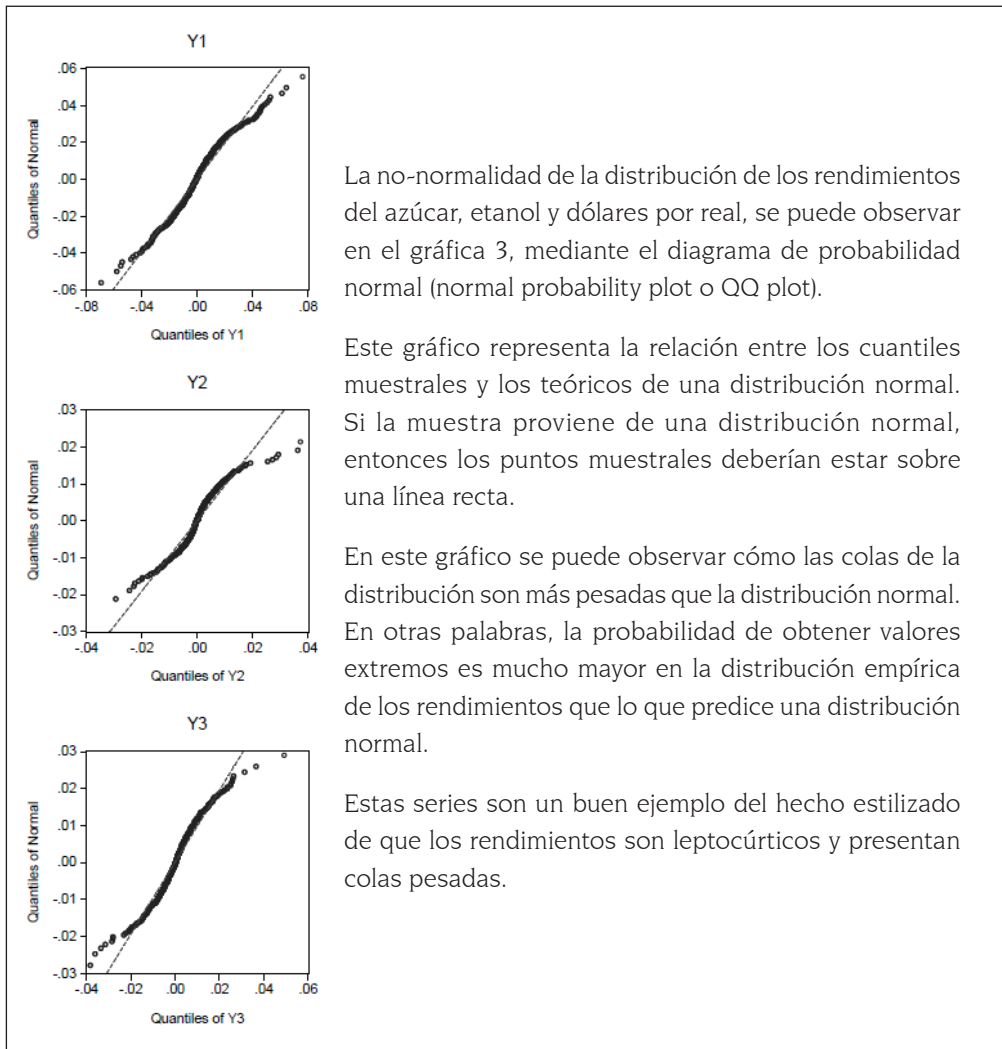 Y1
.06
.04
.02
.00
-.02
-.04
-.06
Quantiles of Normal
-.08
-.04
.00
.04
.08
Quantiles of Y1
Y2
.03
.02
.01
.00
-.01
-.02
-.03
Quantiles of Normal
-.04
-.02
.00
.02
.04
Quantiles of Y2
Y3
.03
.02
.01
.00
-.01
-.02
-.03
Quantiles of Normal
-.04
-.02
.00
.02
.04
.06
Quantiles of Y3
La no-normalidad de la distribución de los rendimientos
del azúcar, etanol y dólares por real, se puede observar
en el gráfica 3, mediante el diagrama de probabilidad
normal (normal probability plot o QQ plot).
Este gráfico representa la relación entre los cuantiles
muestrales y los teóricos de una distribución normal.
Si la muestra proviene de una distribución normal,
entonces los puntos muestrales deberían estar sobre
una línea recta.
En este gráfico se puede observar cómo las colas de la
distribución son más pesadas que la distribución normal.
En otras palabras, la probabilidad de obtener valores
extremos es mucho mayor en la distribución empírica
de los rendimientos que lo que predice una distribución
normal.
Estas series son un buen ejemplo del hecho estilizado
de que los rendimientos son leptocúrticos y presentan
colas pesadas.